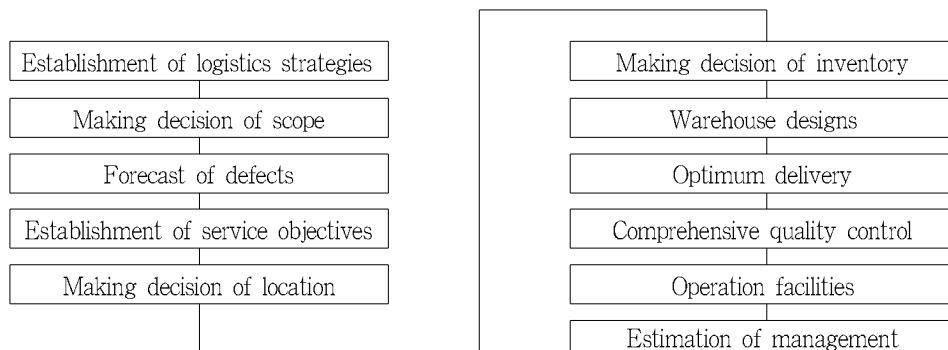 Establishment of logistics strategies
Making decision of scope
Forecast of defects
Establishment of service objectives
Making decision of location
Making decision of inventory
Warehouse designs
Optimum delivery
Comprehensive quality control
Operation facilities
Estimation of management